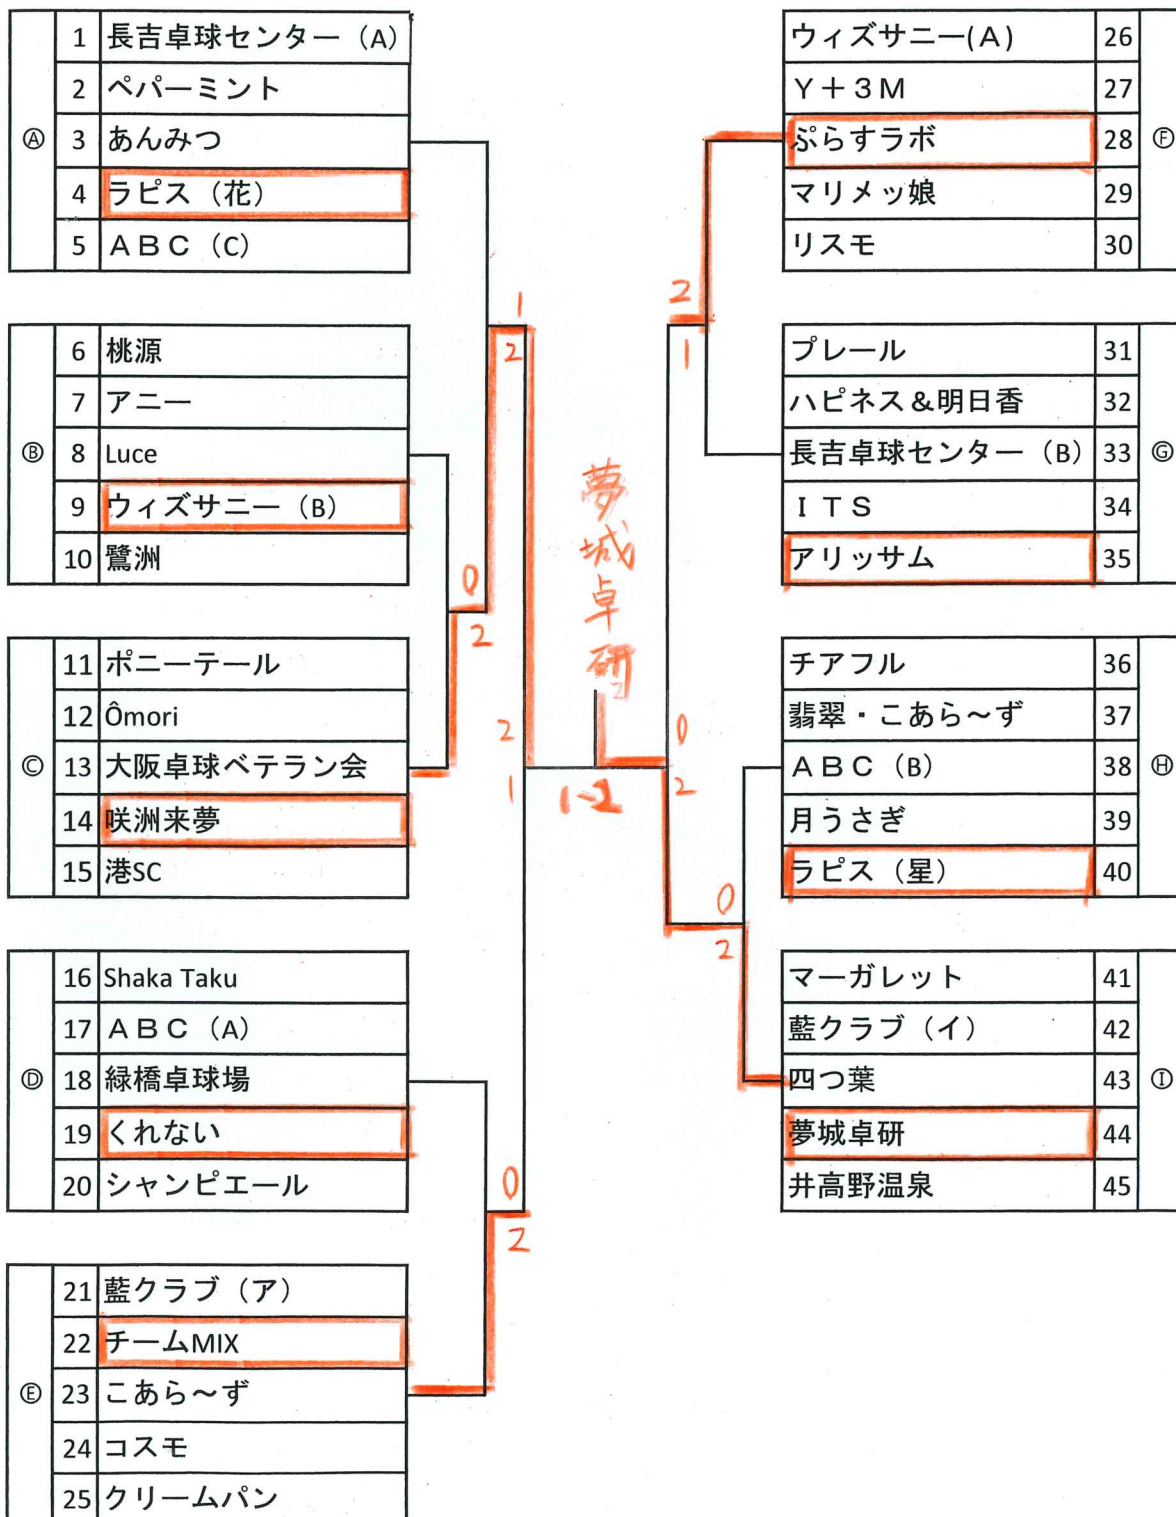 Ⓐ
1 長吉卓球センター（A）
2 ペパーミント
3 あんみつ
4 ラピス（花）
5 ＡＢＣ（C）
Ⓑ
6 桃源
7 アニー
8 Luce
9 ウィズサニー（B）
10 鷺洲
Ⓒ
11 ポニーテール
12 Ômori
13 大阪卓球ベテラン会
14 咲洲来夢
15 港SC
Ⓓ
16 Shaka Taku
17 ＡＢＣ（A）
18 緑橋卓球場
19 くれない
20 シャンピエール
Ⓔ
21 藍クラブ（ア）
22 チームMIX
23 こあら～ず
24 コスモ
25 クリームパン
1
2
0
2
2
1
0
2
夢城卓研
1-2
2
1
0
2
0
2
ウィズサニー(Ａ) 26
Ｙ＋３Ｍ 27
ぷらすラボ 28
マリメッ娘 29
リスモ 30
Ⓕ
プレール 31
ハピネス＆明日香 32
長吉卓球センター（B） 33
ＩＴＳ 34
アリッサム 35
Ⓖ
チアフル 36
翡翠・こあら～ず 37
ＡＢＣ（B） 38
月うさぎ 39
ラピス（星） 40
Ⓗ
マーガレット 41
藍クラブ（イ） 42
四つ葉 43
夢城卓研 44
井高野温泉 45
Ⓘ